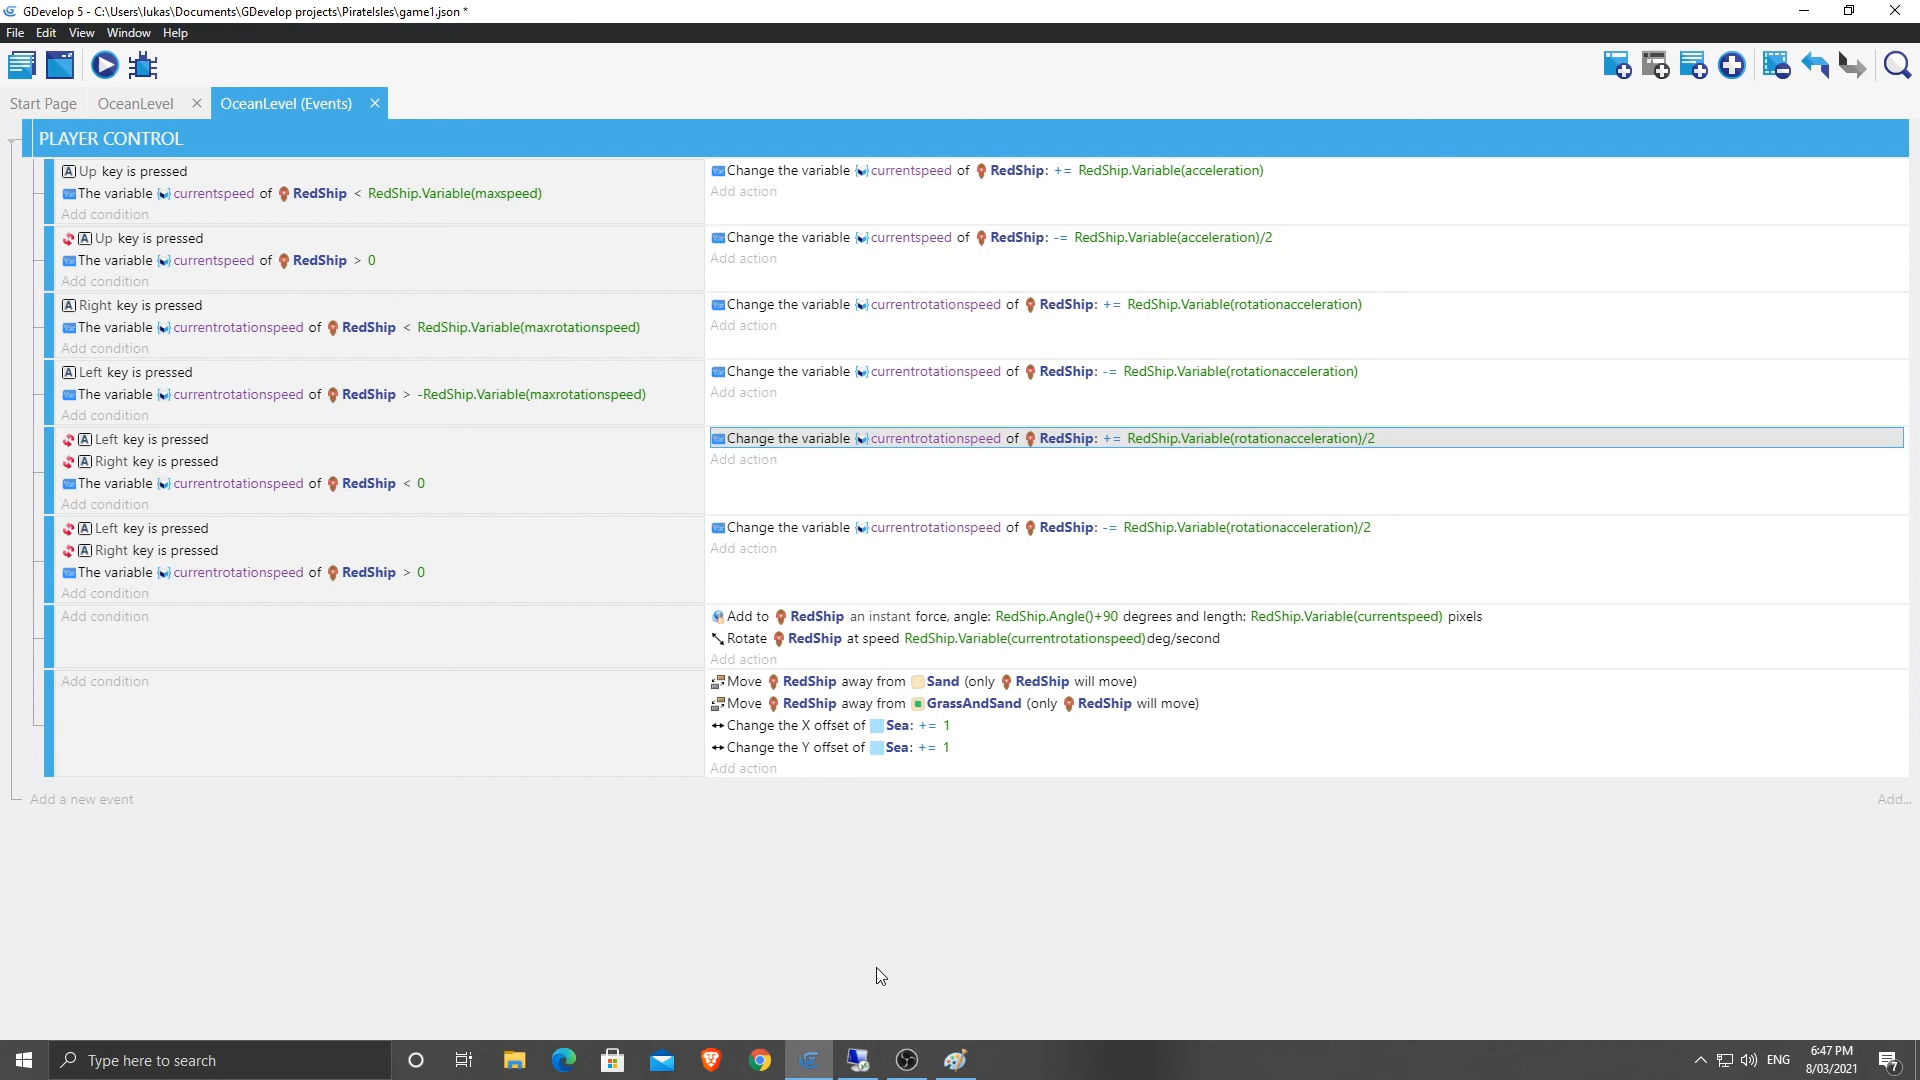 GDevelop 5 - C:\Users\lukas\Documents\GDevelop projects\PirateIsles\game1.json *
File Edit View Window Help
Start Page OceanLevel × OceanLevel (Events) ×
PLAYER CONTROL
Up key is pressed
The variable currentspeed of RedShip < RedShip.Variable(maxspeed)
Add condition
Change the variable currentspeed of RedShip: += RedShip.Variable(acceleration)
Add action
Up key is pressed
The variable currentspeed of RedShip > 0
Add condition
Change the variable currentspeed of RedShip: -= RedShip.Variable(acceleration)/2
Add action
Right key is pressed
The variable currentrotationspeed of RedShip < RedShip.Variable(maxrotationspeed)
Add condition
Change the variable currentrotationspeed of RedShip: += RedShip.Variable(rotationacceleration)
Add action
Left key is pressed
The variable currentrotationspeed of RedShip > -RedShip.Variable(maxrotationspeed)
Add condition
Change the variable currentrotationspeed of RedShip: -= RedShip.Variable(rotationacceleration)
Add action
Left key is pressed
Right key is pressed
The variable currentrotationspeed of RedShip < 0
Add condition
Change the variable currentrotationspeed of RedShip: += RedShip.Variable(rotationacceleration)/2
Add action
Left key is pressed
Right key is pressed
The variable currentrotationspeed of RedShip > 0
Add condition
Change the variable currentrotationspeed of RedShip: -= RedShip.Variable(rotationacceleration)/2
Add action
Add condition
Add to RedShip an instant force, angle: RedShip.Angle()+90 degrees and length: RedShip.Variable(currentspeed) pixels
Rotate RedShip at speed RedShip.Variable(currentrotationspeed)deg/second
Add action
Add condition
Move RedShip away from Sand (only RedShip will move)
Move RedShip away from GrassAndSand (only RedShip will move)
Change the X offset of Sea: += 1
Change the Y offset of Sea: += 1
Add action
Add a new event Add...
Type here to search
ENG
6:47 PM
8/03/2021
7